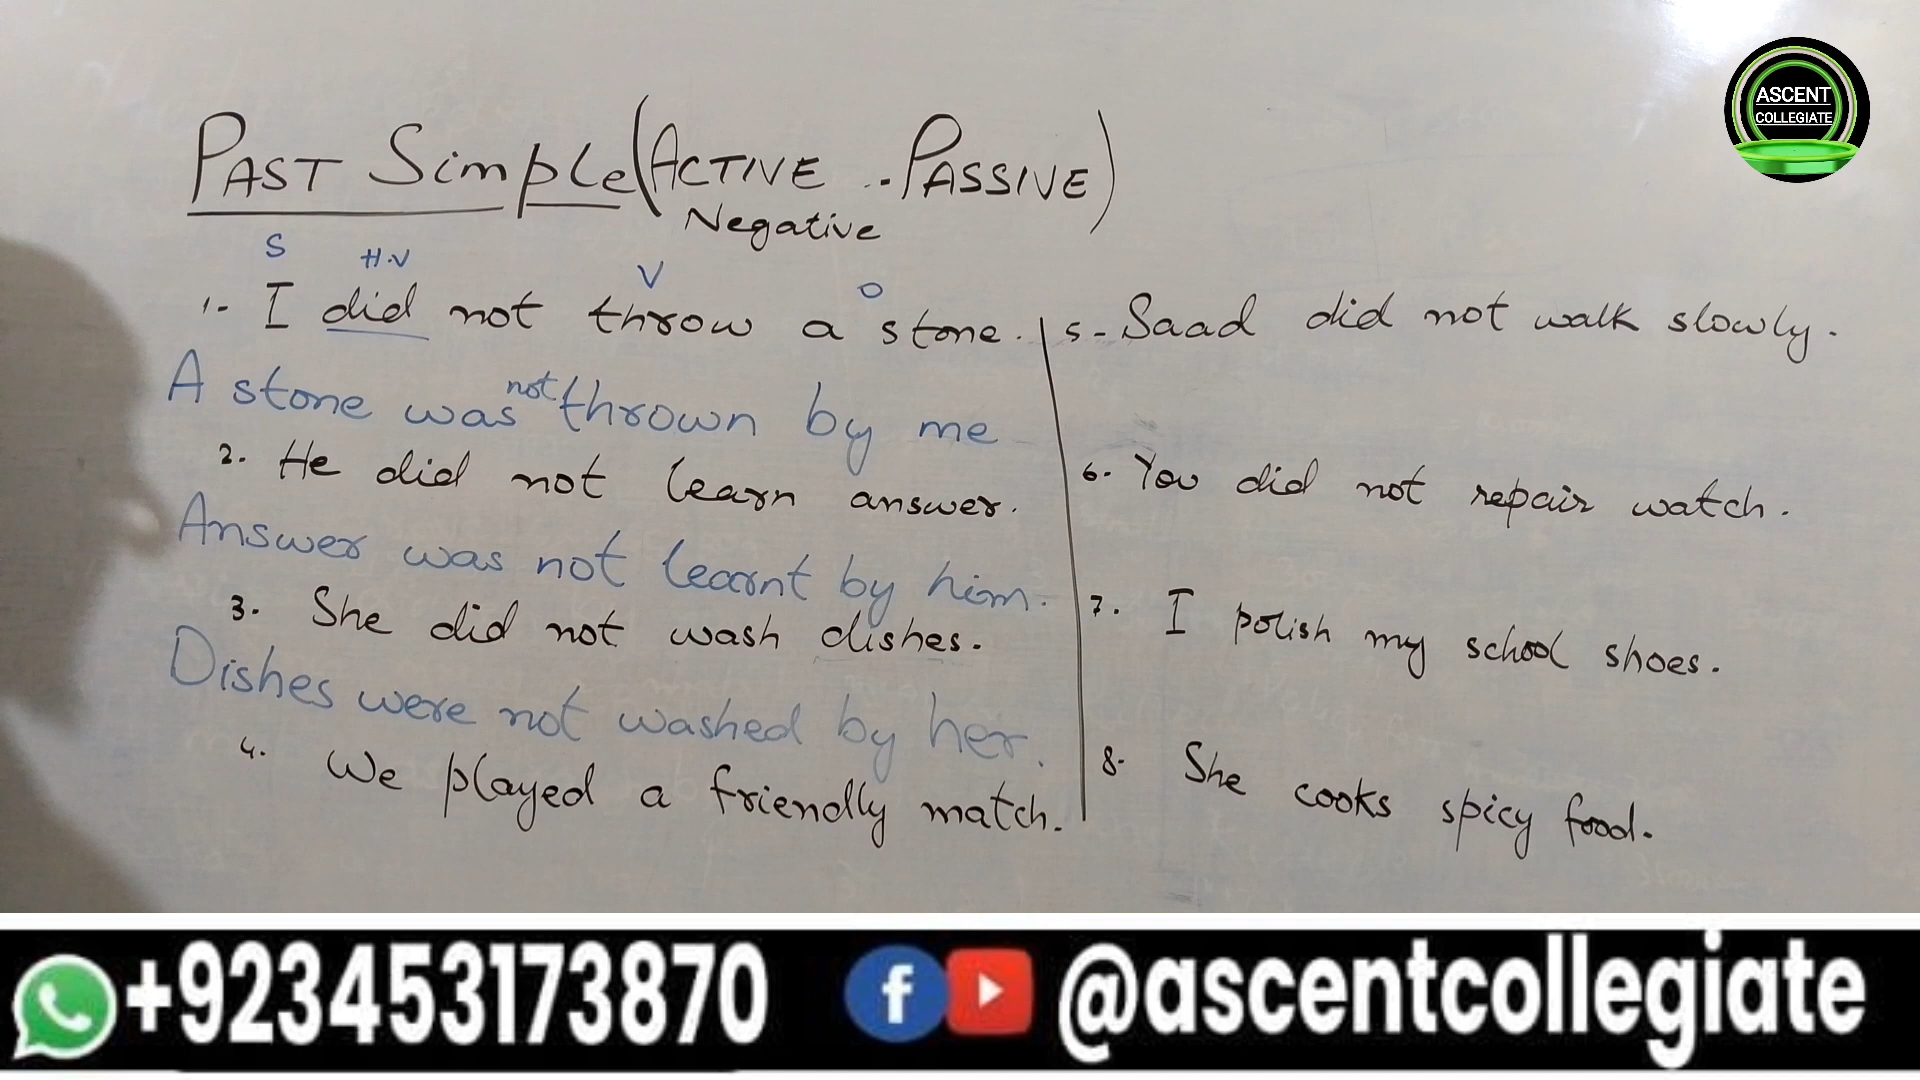 ASCENT
COLLEGIATE
PAST Simple (ACTIVE - PASSIVE)
Negative
S H.V V O
1- I did not throw a stone.
A stone was not thrown by me
2. He did not learn answer.
Answer was not learnt by him.
3. She did not wash dishes.
Dishes were not washed by her.
4. We played a friendly match.
5- Saad did not walk slowly.
6- You did not repair watch.
7. I polish my school shoes.
8- She cooks spicy food.
+923453173870 f @ascentcollegiate